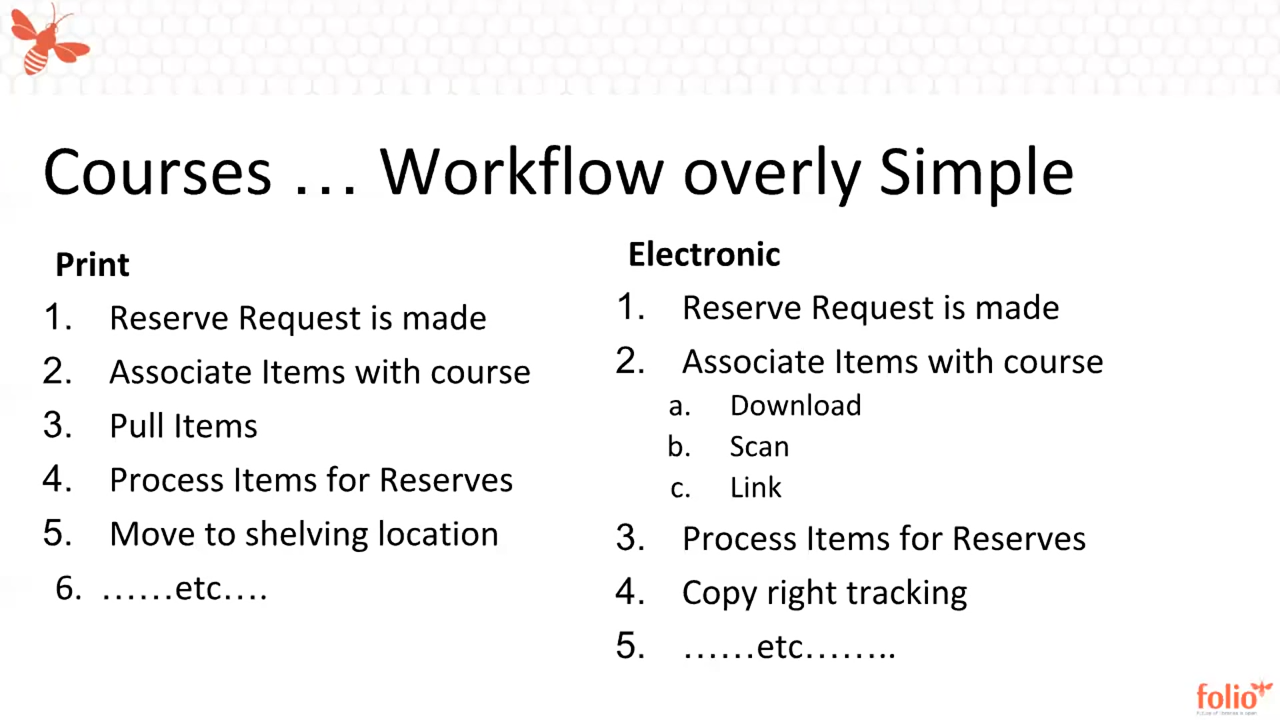 Courses … Workflow overly Simple
Print
1. Reserve Request is made
2. Associate Items with course
3. Pull Items
4. Process Items for Reserves
5. Move to shelving location
6. ……etc….
Electronic
1. Reserve Request is made
2. Associate Items with course
a. Download
b. Scan
c. Link
3. Process Items for Reserves
4. Copy right tracking
5. ……etc……..
folio